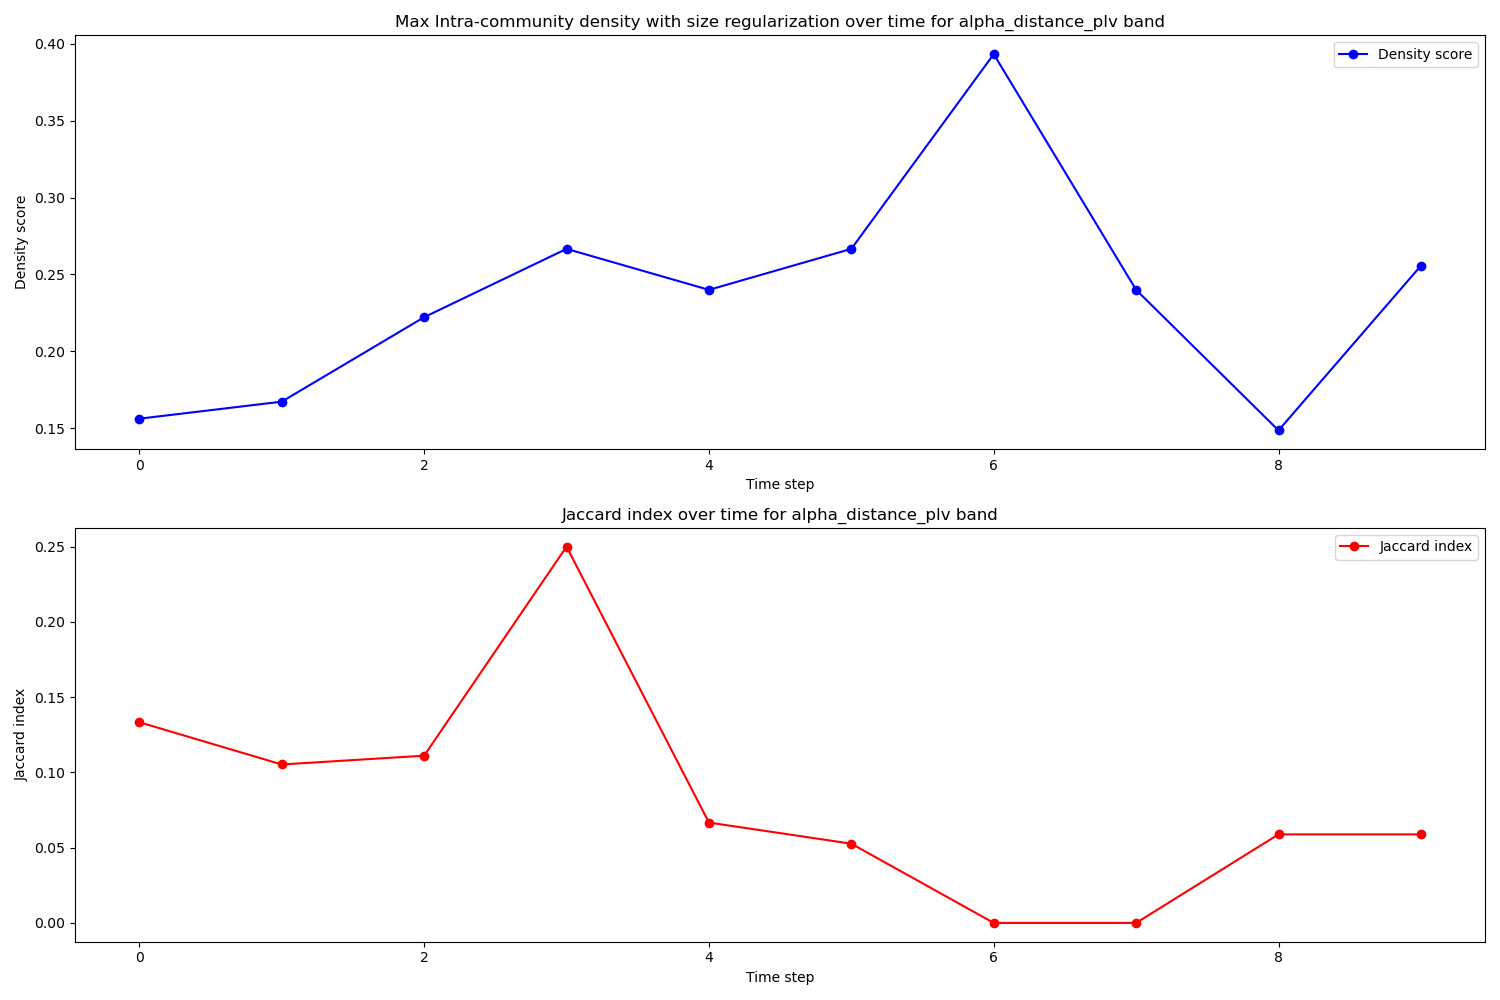 Max Intra-community density with size regularization over time for alpha_distance_plv band
Density score
0.40
0.35
0.30
0.25
0.20
0.15
Density score
0 2 4 6 8
Time step
Jaccard index over time for alpha_distance_plv band
Jaccard index
0.25
0.20
0.15
0.10
0.05
0.00
Jaccard index
0 2 4 6 8
Time step